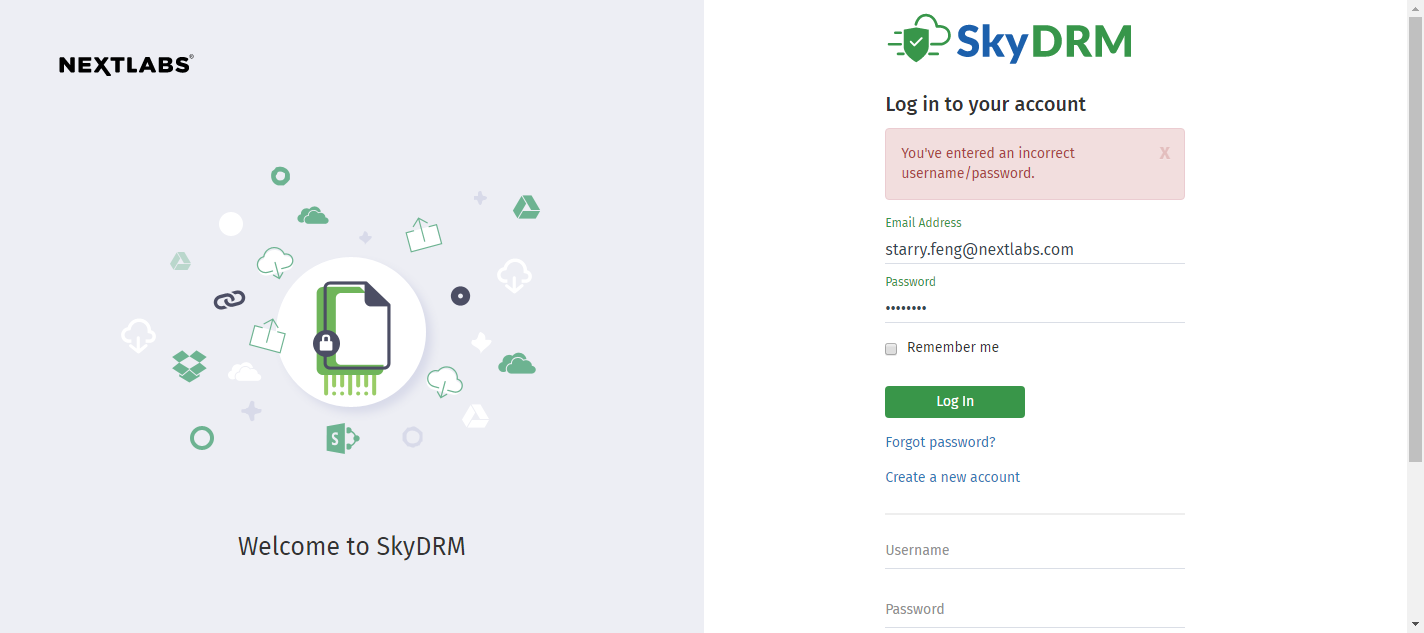 NEXTLABS®
SkyDRM
Log in to your account
You've entered an incorrect
username/password.
X
Email Address
starry.feng@nextlabs.com
Password
••••••••
Remember me
Log In
Forgot password?
Create a new account
Username
Password
S
Welcome to SkyDRM